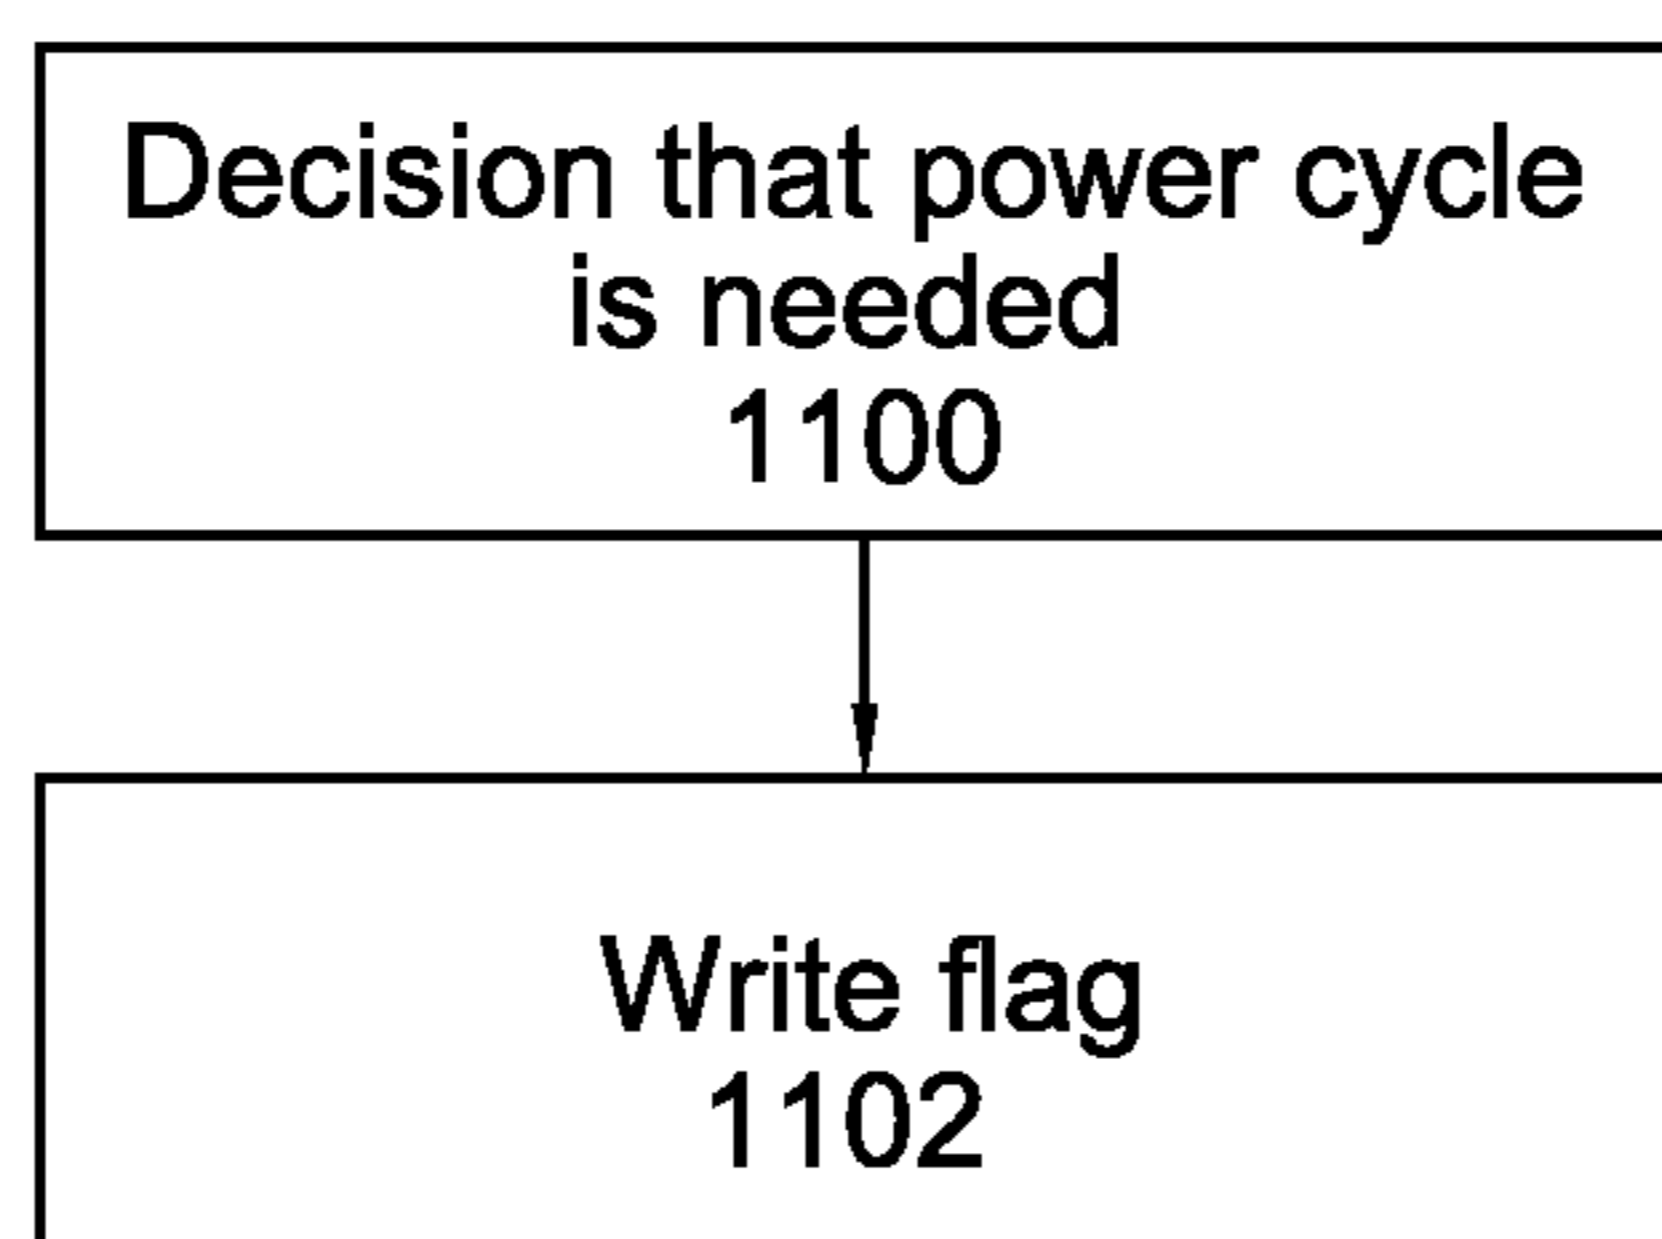 Decision that power cycle
is needed
1100
Write flag
1102